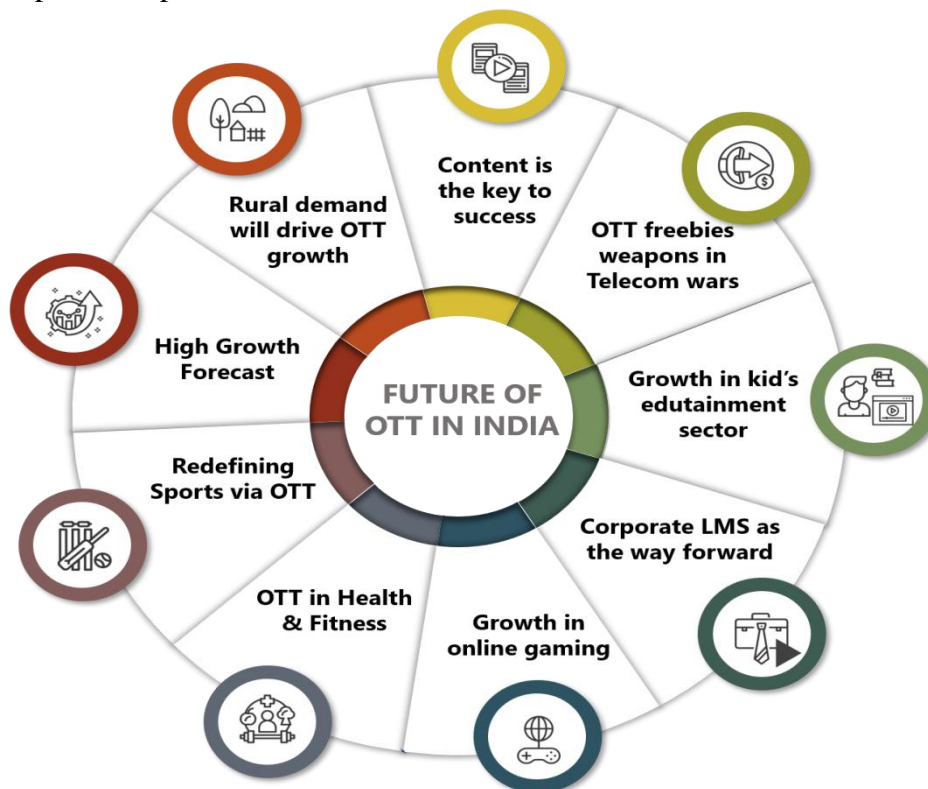 Content is
the key to
success
OTT freebies
weapons in
Telecom wars
Growth in kid's
edutainment
sector
Corporate LMS as
the way forward
Growth in
online gaming
OTT in Health
& Fitness
Redefining
Sports via OTT
High Growth
Forecast
Rural demand
will drive OTT
growth
FUTURE OF
OTT IN INDIA
$